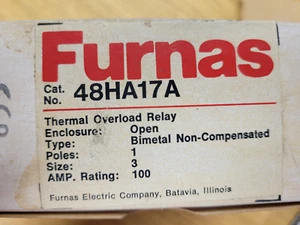 Furnas
Cat. No. 48HA17A
Thermal Overload Relay
Enclosure: Open
Type: Bimetal Non-Compensated
Poles: 1
Size: 3
AMP. Rating: 100
Furnas Electric Company, Batavia, Illinois